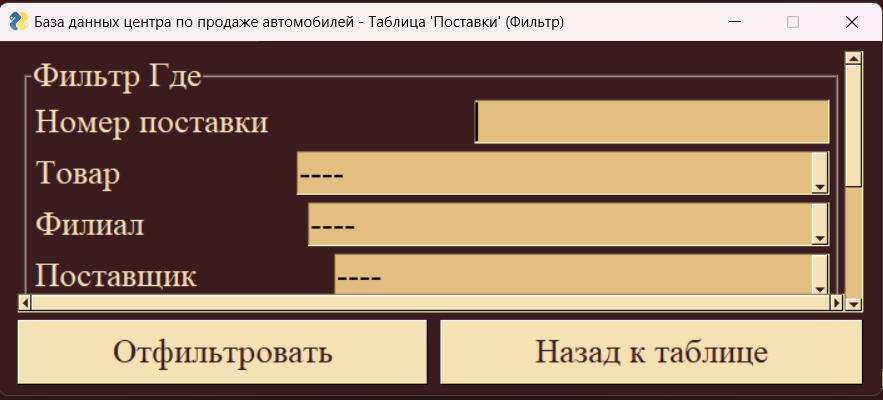 База данных центра по продаже автомобилей - Таблица 'Поставки' (Фильтр)
Фильтр Где
Номер поставки
Товар ----
Филиал ----
Поставщик ----
Отфильтровать Назад к таблице